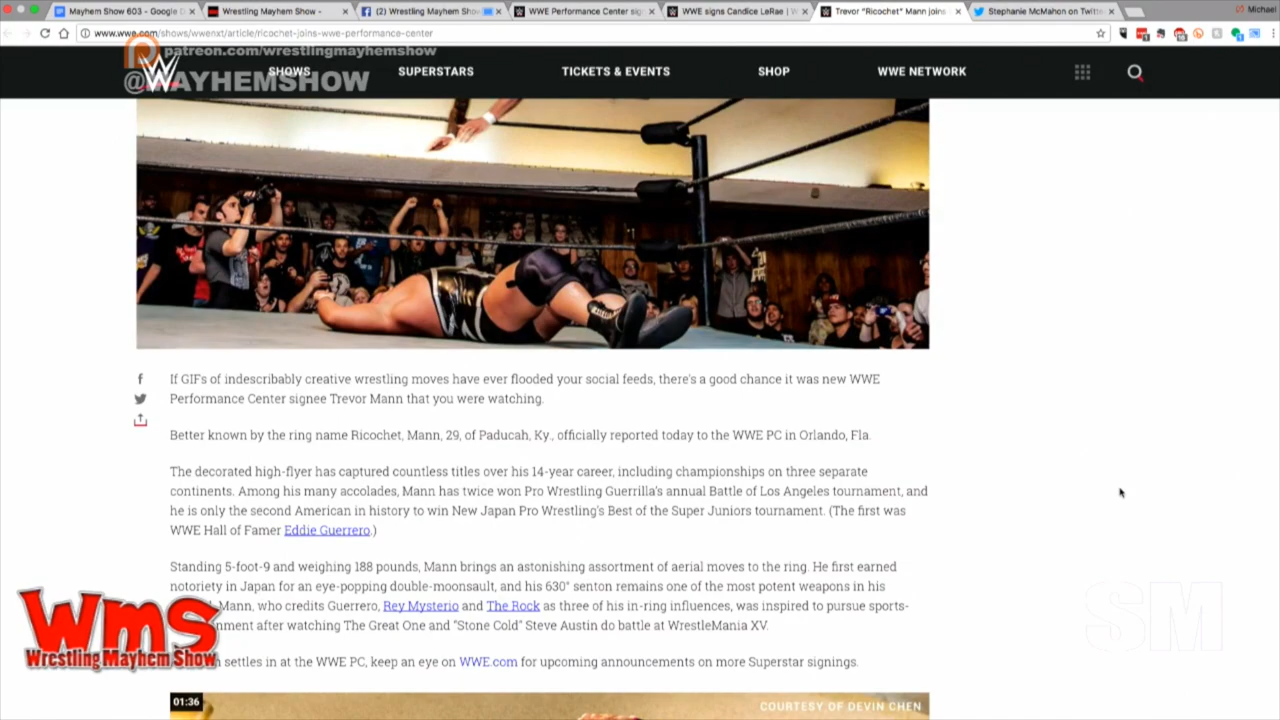 Mayhem Show 603 - Google D
Wrestling Mayhem Show -
(2) Wrestling Mayhem Show
WWE Performance Center sig
WWE signs Candice LeRae | W
Trevor "Ricochet" Mann joins
Stephanie McMahon on Twitte
Michael
www.wwe.com/shows/wwenxt/article/ricochet-joins-wwe-performance-center
patreon.com/wrestlingmayhemshow
@MAYHEMSHOW
SHOWS
SUPERSTARS
TICKETS & EVENTS
SHOP
WWE NETWORK
If GIFs of indescribably creative wrestling moves have ever flooded your social feeds, there's a good chance it was new WWE
Performance Center signee Trevor Mann that you were watching.
Better known by the ring name Ricochet, Mann, 29, of Paducah, Ky., officially reported today to the WWE PC in Orlando, Fla.
The decorated high-flyer has captured countless titles over his 14-year career, including championships on three separate
continents. Among his many accolades, Mann has twice won Pro Wrestling Guerrilla's annual Battle of Los Angeles tournament, and
he is only the second American in history to win New Japan Pro Wrestling's Best of the Super Juniors tournament. (The first was
WWE Hall of Famer Eddie Guerrero.)
Standing 5-foot-9 and weighing 188 pounds, Mann brings an astonishing assortment of aerial moves to the ring. He first earned
notoriety in Japan for an eye-popping double-moonsault, and his 630° senton remains one of the most potent weapons in his
Mann, who credits Guerrero, Rey Mysterio and The Rock as three of his in-ring influences, was inspired to pursue sports-
nment after watching The Great One and "Stone Cold" Steve Austin do battle at WrestleMania XV.
settles in at the WWE PC, keep an eye on WWE.com for upcoming announcements on more Superstar signings.
wms
Wrestling Mayhem Show
SM
01:36
COURTESY OF DEVIN CHEN